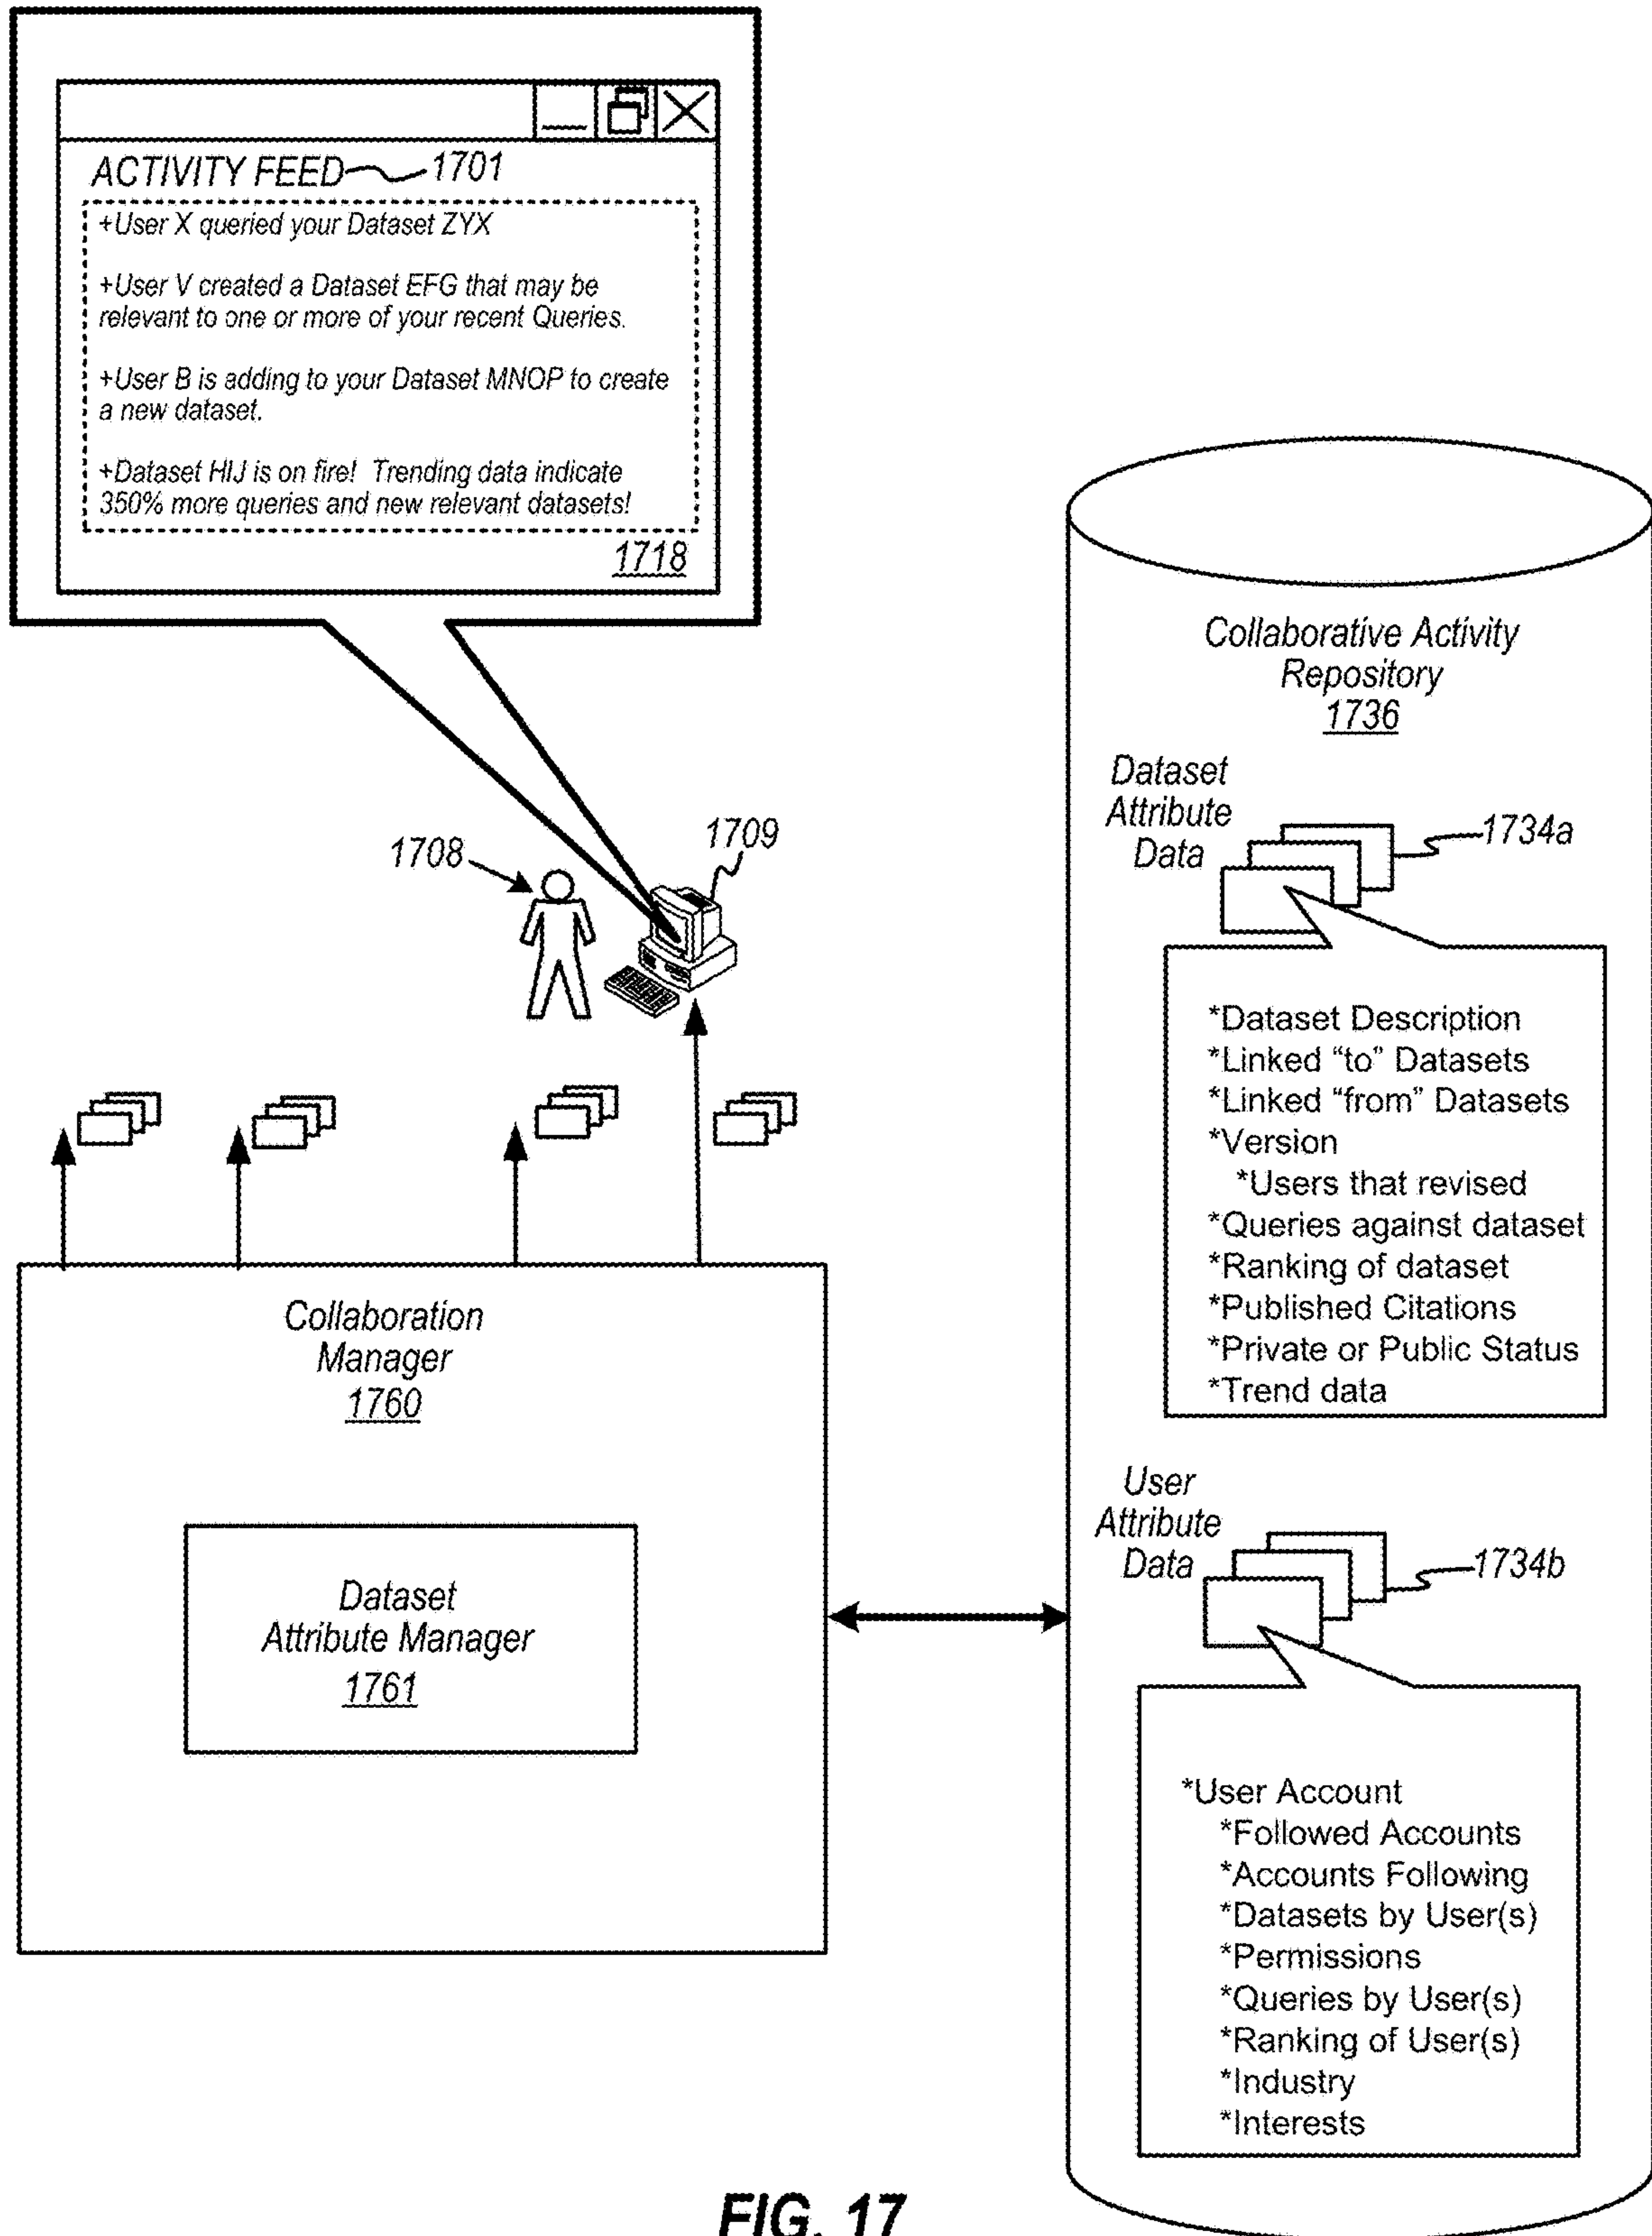 ACTIVITY FEED 1701
+User X queried your Dataset ZYX
+User V created a Dataset EFG that may be
relevant to one or more of your recent Queries.
+User B is adding to your Dataset MNOP to create
a new dataset.
+Dataset HIJ is on fire! Trending data indicate
350% more queries and new relevant datasets!
1718
1708
1709
Collaboration
Manager
1760
Dataset
Attribute Manager
1761
Collaborative Activity
Repository
1736
Dataset
Attribute
Data
1734a
*Dataset Description
*Linked “to” Datasets
*Linked “from” Datasets
*Version
*Users that revised
*Queries against dataset
*Ranking of dataset
*Published Citations
*Private or Public Status
*Trend data
User
Attribute
Data
1734b
*User Account
*Followed Accounts
*Accounts Following
*Datasets by User(s)
*Permissions
*Queries by User(s)
*Ranking of User(s)
*Industry
*Interests
FIG. 17